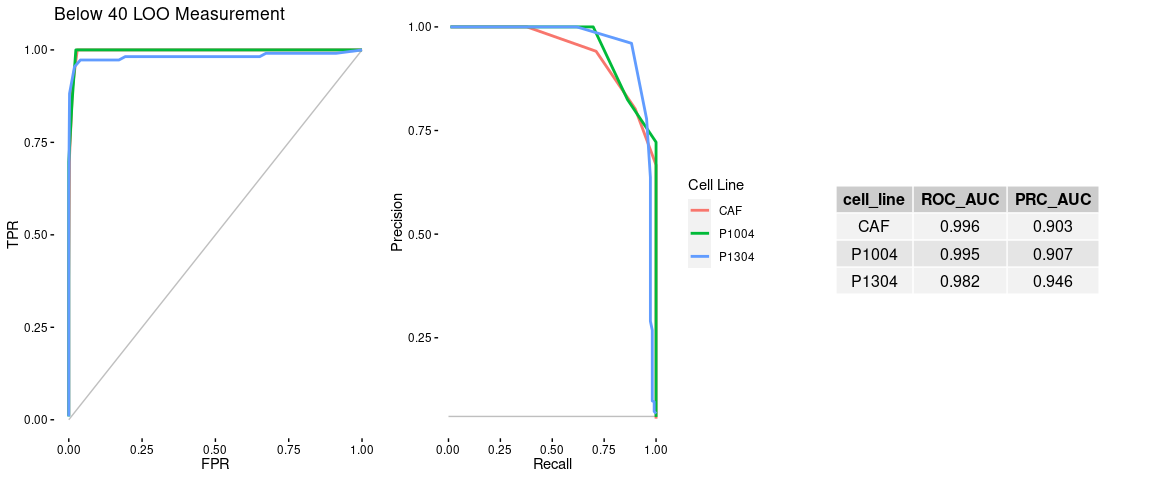 Below 40 LOO Measurement
1.00
0.75
0.50
0.25
0.00
TPR
0.00 0.25 0.50 0.75 1.00
FPR
1.00
0.75
0.50
0.25
Precision
0.00 0.25 0.50 0.75 1.00
Recall
Cell Line
CAF
P1004
P1304
cell_line ROC_AUC PRC_AUC
CAF 0.996 0.903
P1004 0.995 0.907
P1304 0.982 0.946